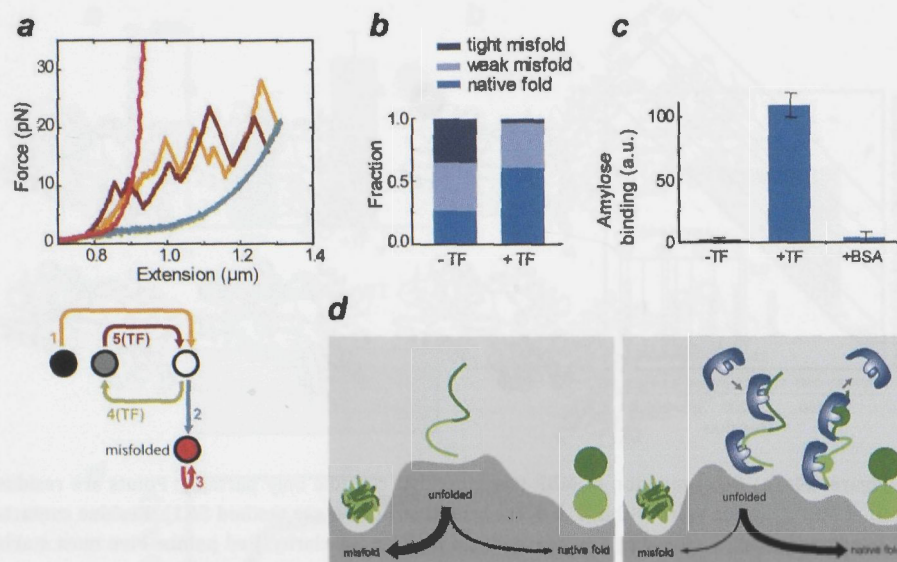 a
30
20
10
0
Force (pN)
0.8 1.0 1.2 1.4
Extension (µm)
b
tight misfold
weak misfold
native fold
1.0
0.5
0.0
Fraction
- TF + TF
c
100
50
0
Amylose
binding (a.u.)
-TF +TF +BSA
1
5(TF)
4(TF)
2
misfolded
3
d
unfolded
misfold
native fold
unfolded
misfold
native fold